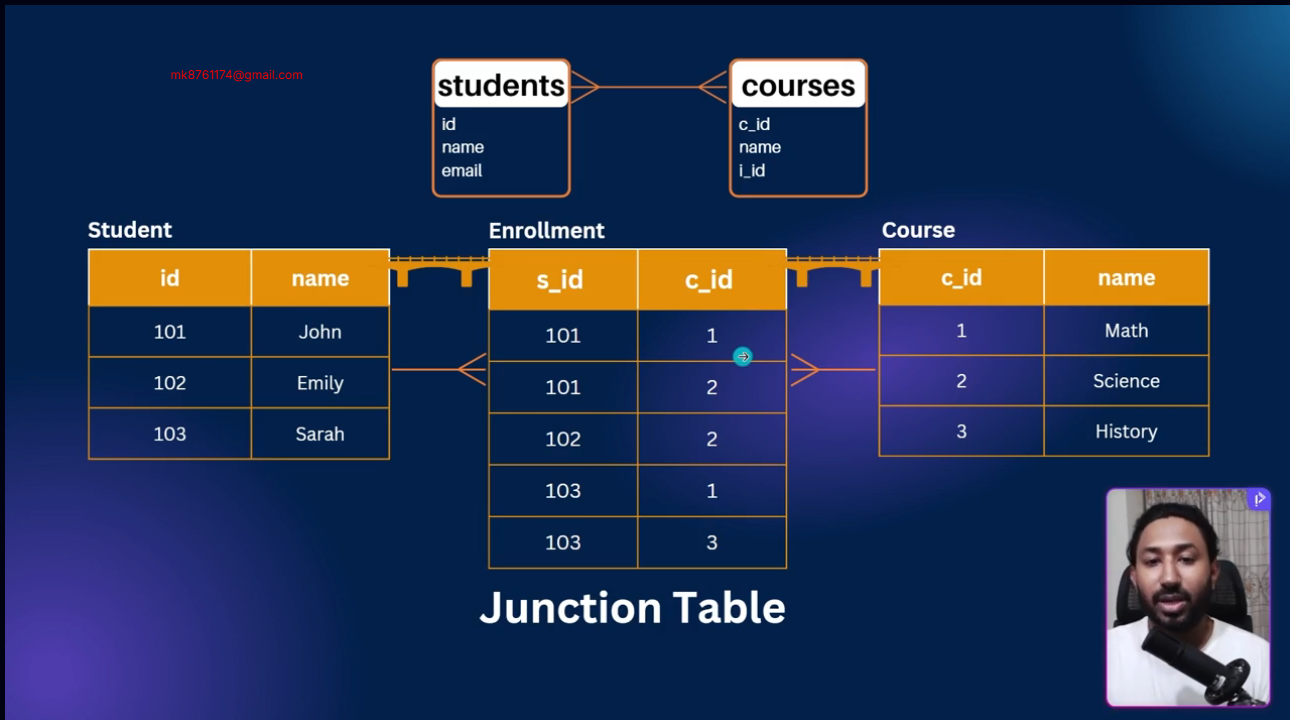 mk8761174@gmail.com
students
id
name
email
courses
c_id
name
i_id
Student
id name
101 John
102 Emily
103 Sarah
Enrollment
s_id c_id
101 1
101 2
102 2
103 1
103 3
Course
c_id name
1 Math
2 Science
3 History
Junction Table